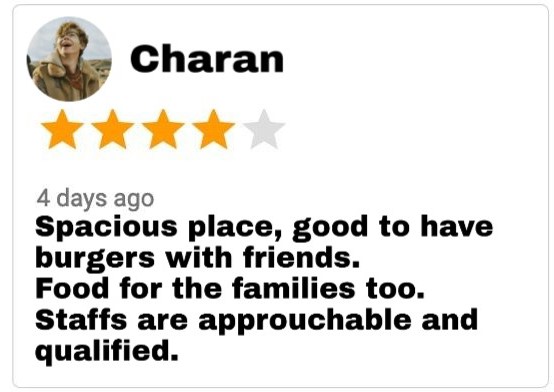 Charan
4 days ago
Spacious place, good to have
burgers with friends.
Food for the families too.
Staffs are approuchable and
qualified.